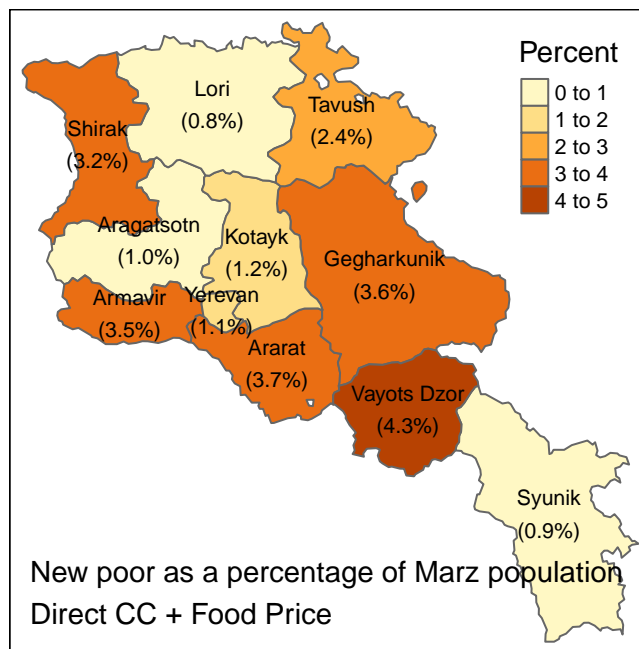 Percent
0 to 1
1 to 2
2 to 3
3 to 4
4 to 5
Lori
(0.8%)
Tavush
(2.4%)
Shirak
(3.2%)
Aragatsotn
(1.0%)
Kotayk
(1.2%)
Gegharkunik
(3.6%)
Armavir
(3.5%)
Yerevan
(1.1%)
Ararat
(3.7%)
Vayots Dzor
(4.3%)
Syunik
(0.9%)
New poor as a percentage of Marz population
Direct CC + Food Price